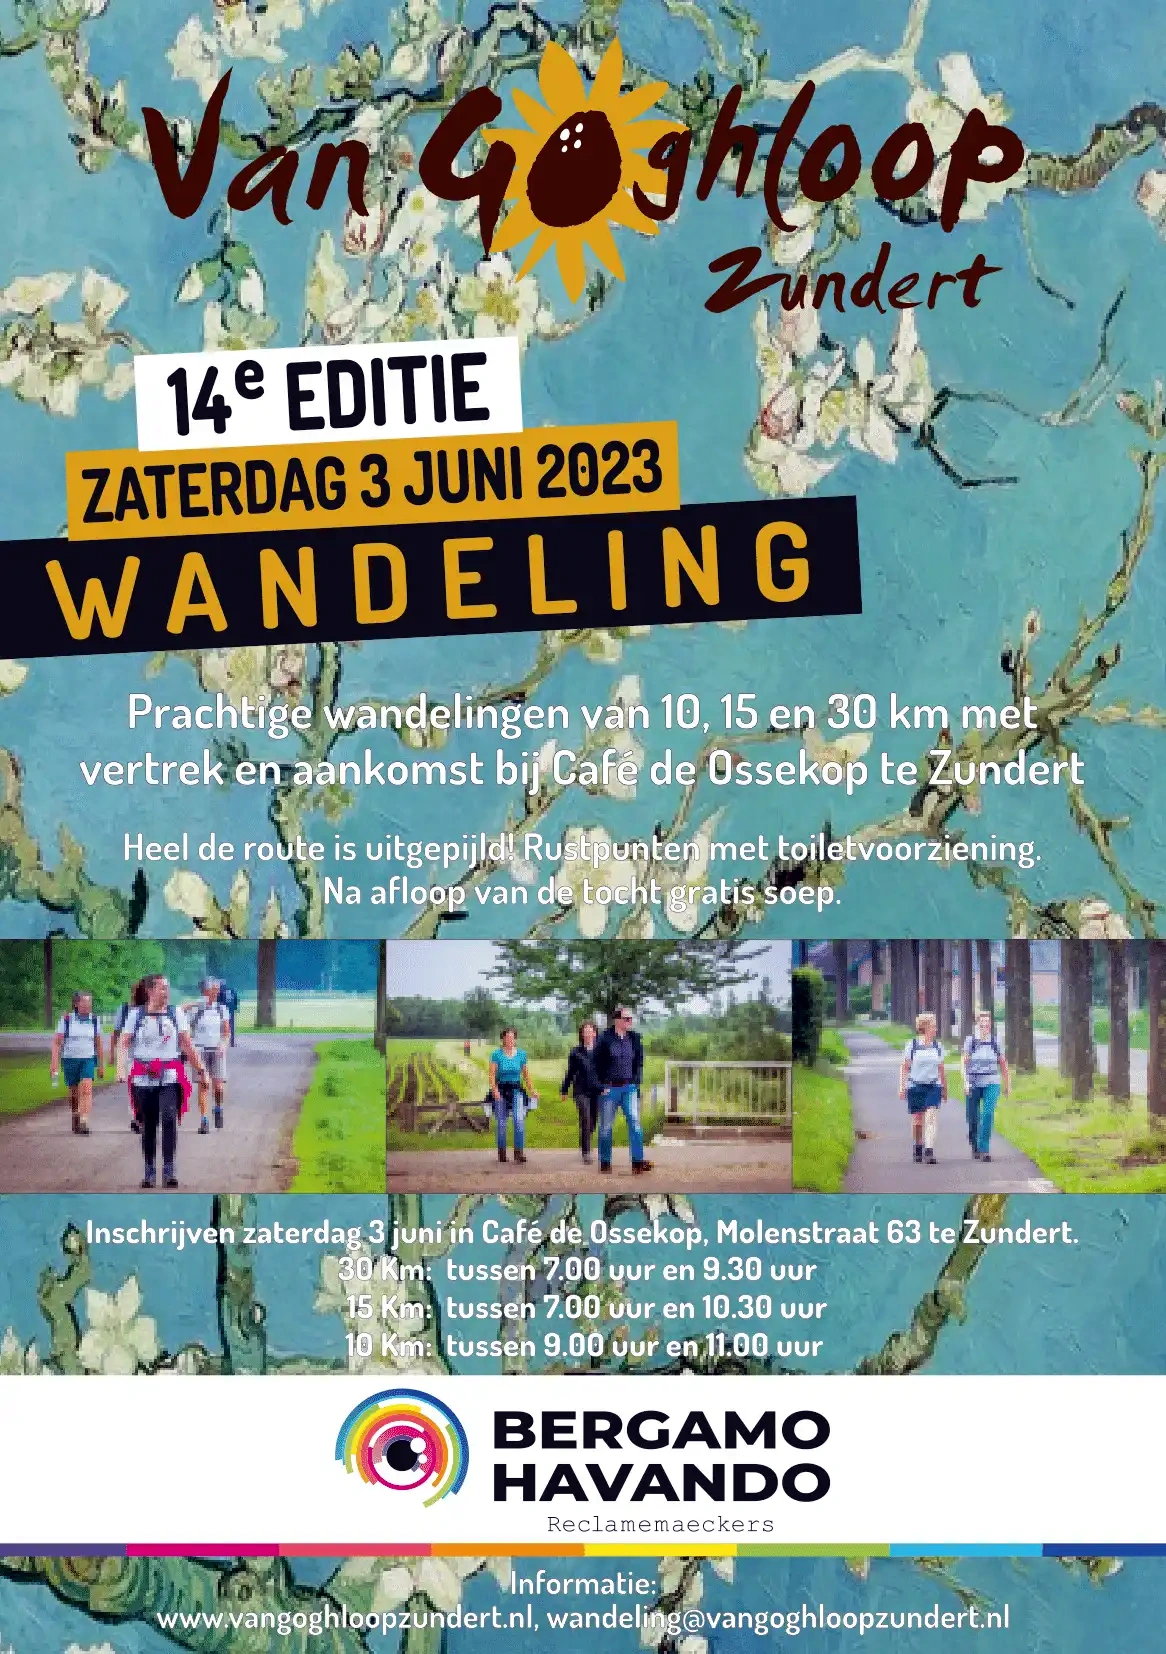 Van Goghloop
Zundert
14e EDITIE
ZATERDAG 3 JUNI 2023
WANDELING
Prachtige wandelingen van 10, 15 en 30 km met
vertrek en aankomst bij Café de Ossekop te Zundert
Heel de route is uitgepijld! Rustpunten met toiletvoorziening.
Na afloop van de tocht gratis soep.
Inschrijven zaterdag 3 juni in Café de Ossekop, Molenstraat 63 te Zundert.
30 Km: tussen 7.00 uur en 9.30 uur
15 Km: tussen 7.00 uur en 10.30 uur
10 Km: tussen 9.00 uur en 11.00 uur
BERGAMO
HAVANDO
Reclamemaeckers
Informatie:
www.vangoghloopzundert.nl, wandeling@vangoghloopzundert.nl